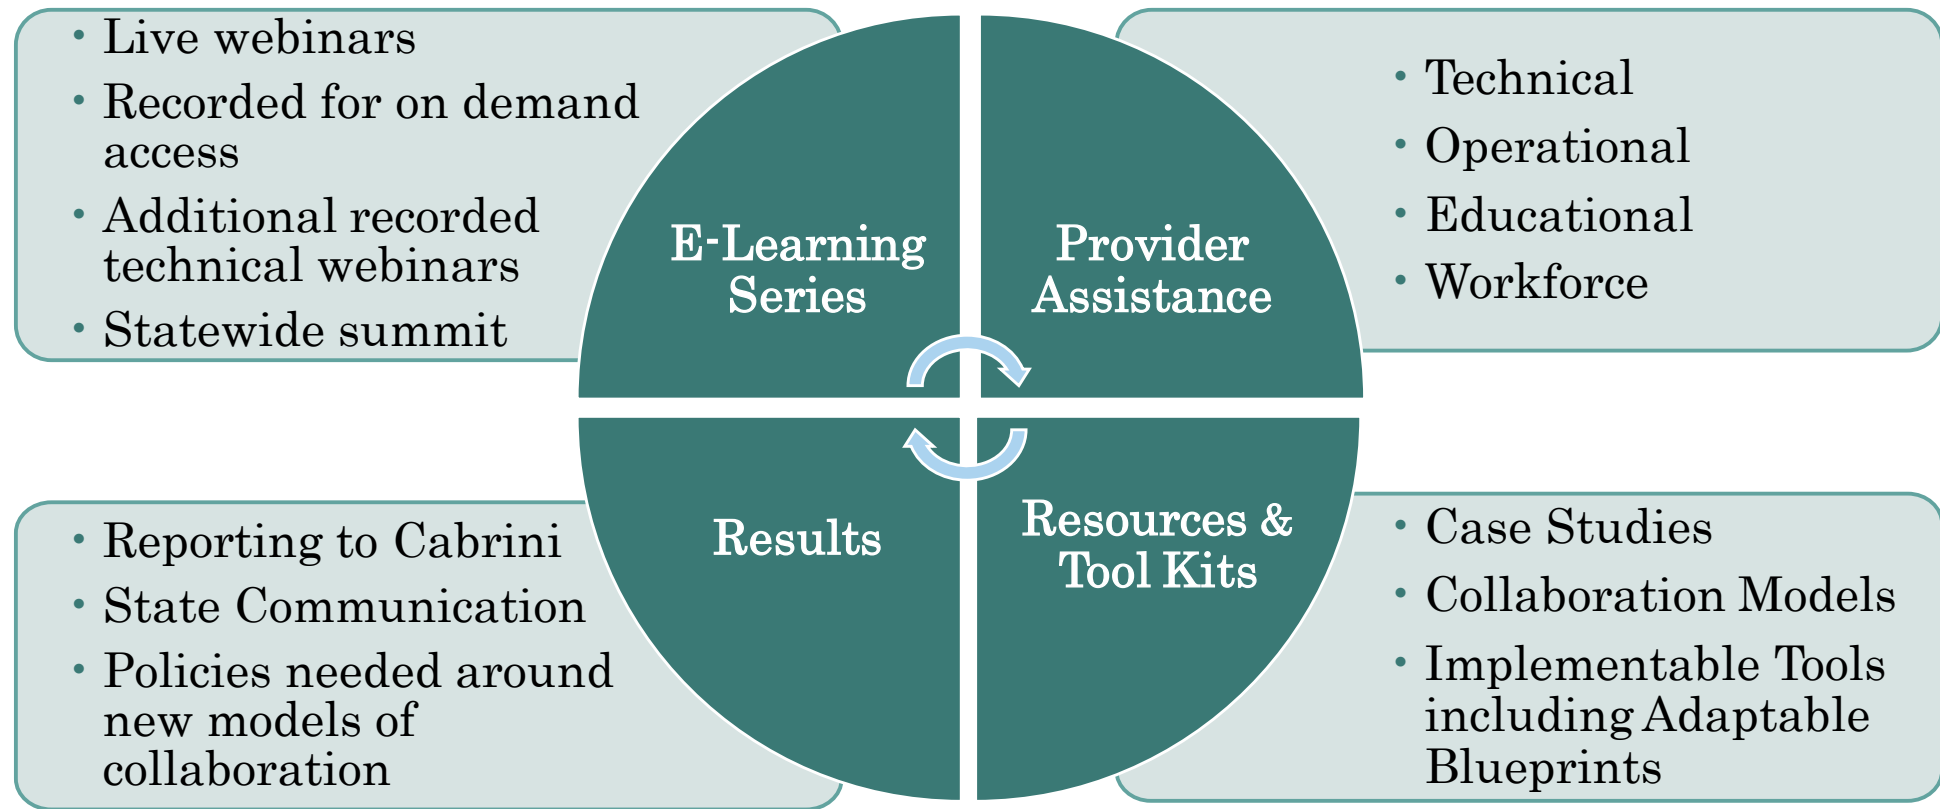 • Live webinars
• Recorded for on demand
access
• Additional recorded
technical webinars
• Statewide summit
E-Learning
Series
Provider
Assistance
• Technical
• Operational
• Educational
• Workforce
• Reporting to Cabrini
• State Communication
• Policies needed around
new models of
collaboration
Results
Resources &
Tool Kits
• Case Studies
• Collaboration Models
• Implementable Tools
including Adaptable
Blueprints